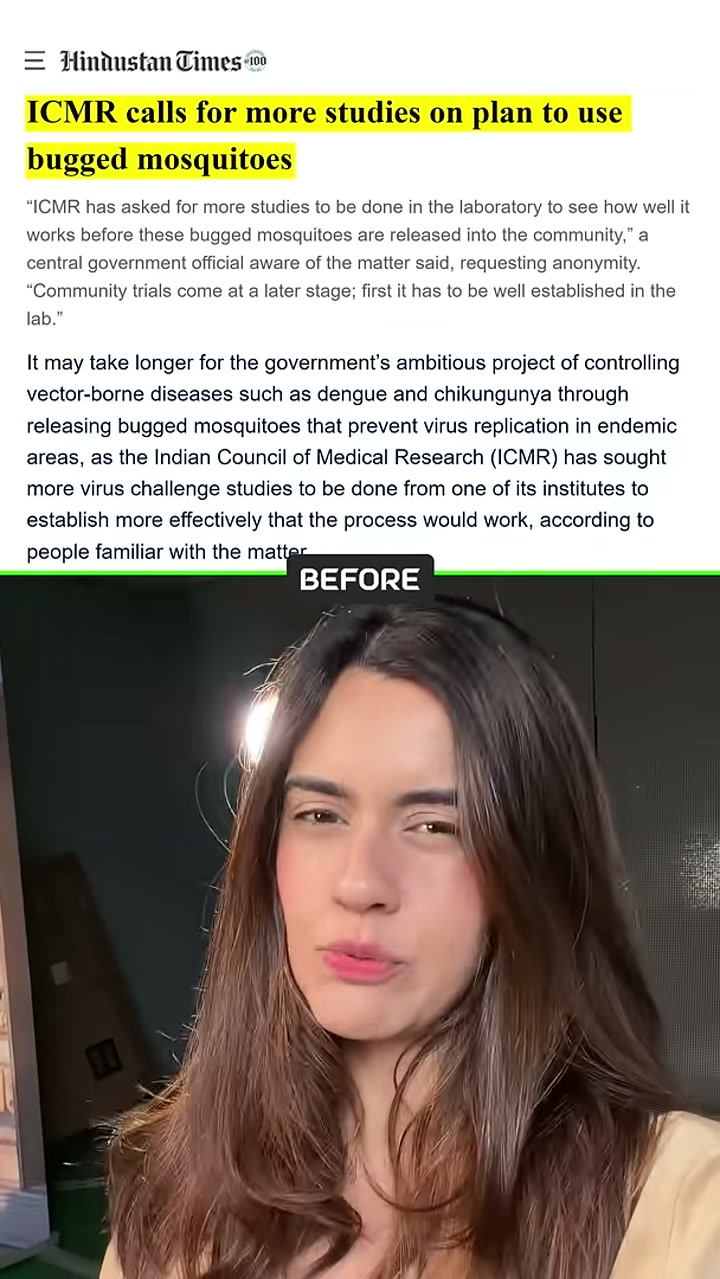 Hindustan Times 100
ICMR calls for more studies on plan to use
bugged mosquitoes
“ICMR has asked for more studies to be done in the laboratory to see how well it
works before these bugged mosquitoes are released into the community,” a
central government official aware of the matter said, requesting anonymity.
“Community trials come at a later stage; first it has to be well established in the
lab.”
It may take longer for the government’s ambitious project of controlling
vector-borne diseases such as dengue and chikungunya through
releasing bugged mosquitoes that prevent virus replication in endemic
areas, as the Indian Council of Medical Research (ICMR) has sought
more virus challenge studies to be done from one of its institutes to
establish more effectively that the process would work, according to
people familiar with the matter
BEFORE